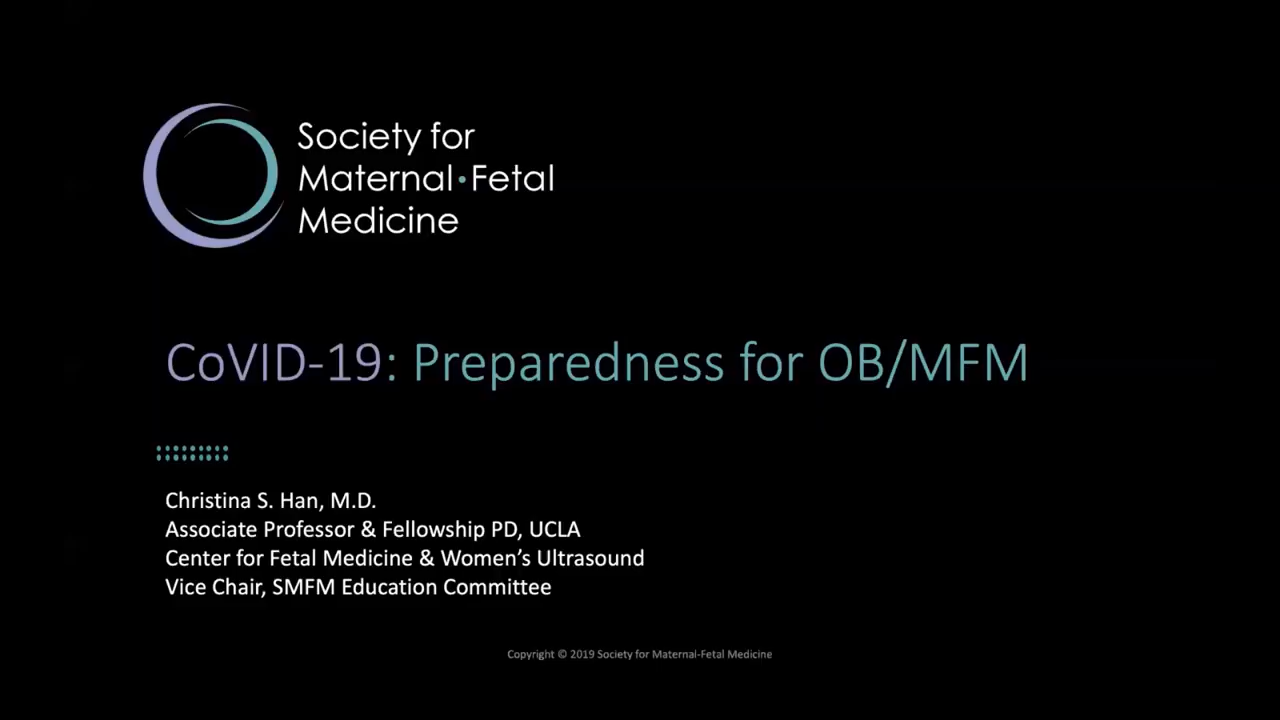 Society for
Maternal•Fetal
Medicine
CoVID-19: Preparedness for OB/MFM
Christina S. Han, M.D.
Associate Professor & Fellowship PD, UCLA
Center for Fetal Medicine & Women's Ultrasound
Vice Chair, SMFM Education Committee
Copyright © 2019 Society for Maternal-Fetal Medicine